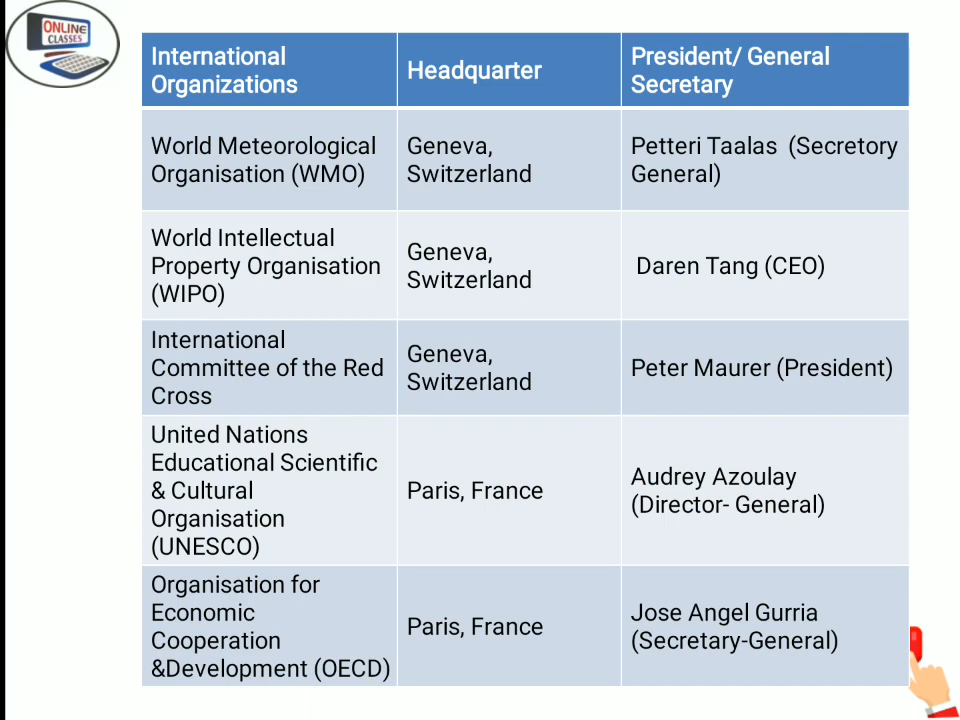 ONLINE
CLASSES
International
Organizations
Headquarter
President/ General
Secretary
World Meteorological
Organisation (WMO)
Geneva,
Switzerland
Petteri Taalas (Secretory
General)
World Intellectual
Property Organisation
(WIPO)
Geneva,
Switzerland
Daren Tang (CEO)
International
Committee of the Red
Cross
Geneva,
Switzerland
Peter Maurer (President)
United Nations
Educational Scientific
& Cultural
Organisation
(UNESCO)
Paris, France
Audrey Azoulay
(Director- General)
Organisation for
Economic
Cooperation
&Development (OECD)
Paris, France
Jose Angel Gurria
(Secretary-General)